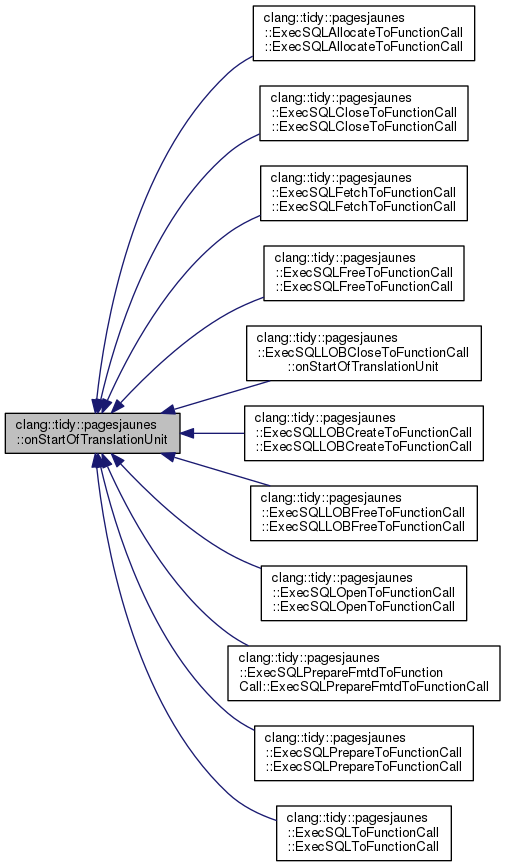 clang::tidy::pagesjaunes
::ExecSQLAllocateToFunctionCall
::ExecSQLAllocateToFunctionCall
clang::tidy::pagesjaunes
::ExecSQLCloseToFunctionCall
::ExecSQLCloseToFunctionCall
clang::tidy::pagesjaunes
::ExecSQLFetchToFunctionCall
::ExecSQLFetchToFunctionCall
clang::tidy::pagesjaunes
::ExecSQLFreeToFunctionCall
::ExecSQLFreeToFunctionCall
clang::tidy::pagesjaunes
::ExecSQLLOBCloseToFunctionCall
::onStartOfTranslationUnit
clang::tidy::pagesjaunes
::onStartOfTranslationUnit
clang::tidy::pagesjaunes
::ExecSQLLOBCreateToFunctionCall
::ExecSQLLOBCreateToFunctionCall
clang::tidy::pagesjaunes
::ExecSQLLOBFreeToFunctionCall
::ExecSQLLOBFreeToFunctionCall
clang::tidy::pagesjaunes
::ExecSQLOpenToFunctionCall
::ExecSQLOpenToFunctionCall
clang::tidy::pagesjaunes
::ExecSQLPrepareFmtdToFunction
Call::ExecSQLPrepareFmtdToFunctionCall
clang::tidy::pagesjaunes
::ExecSQLPrepareToFunctionCall
::ExecSQLPrepareToFunctionCall
clang::tidy::pagesjaunes
::ExecSQLToFunctionCall
::ExecSQLToFunctionCall